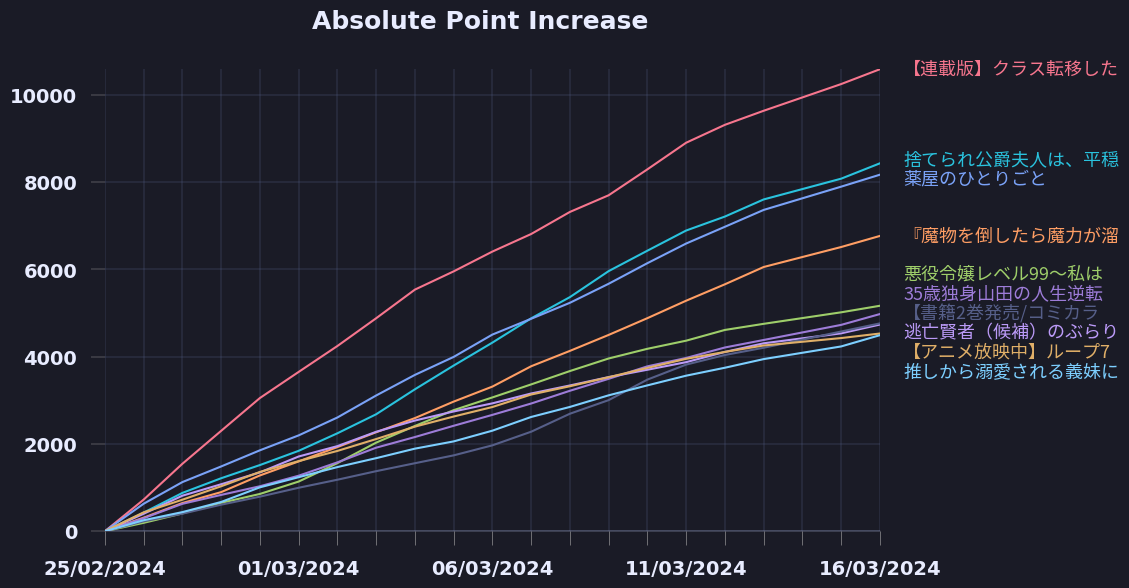 Absolute Point Increase
10000
8000
6000
4000
2000
0
25/02/2024
01/03/2024
06/03/2024
11/03/2024
16/03/2024
【連載版】クラス転移した
捨てられ公爵夫人は、平穏
薬屋のひとりごと
『魔物を倒したら魔力が溜
悪役令嬢レベル99～私は
35歳独身山田の人生逆転
【書籍2巻発売/コミカラ
逃亡賢者（候補）のぶらり
【アニメ放映中】ループ7
推しから溺愛される義妹に